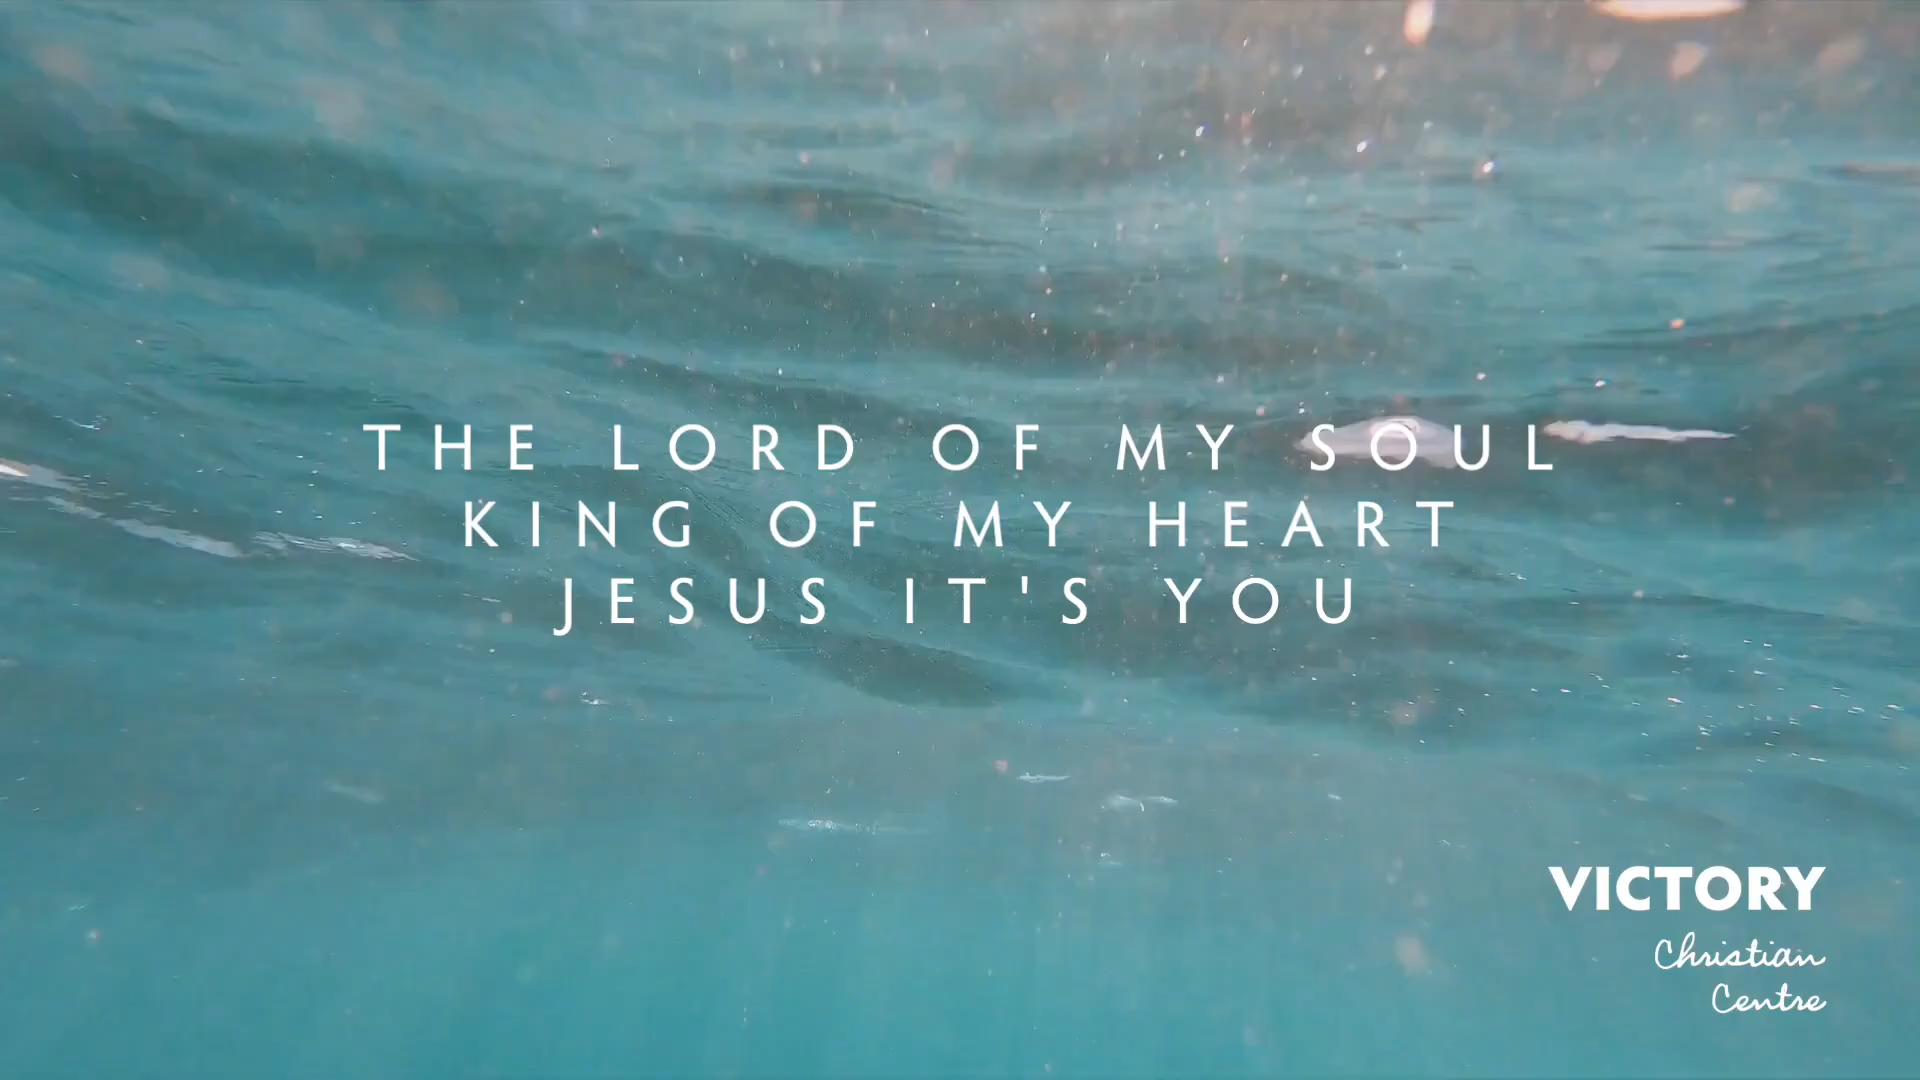 THE LORD OF MY SOUL
KING OF MY HEART
JESUS IT'S YOU
VICTORY
Christian
Centre